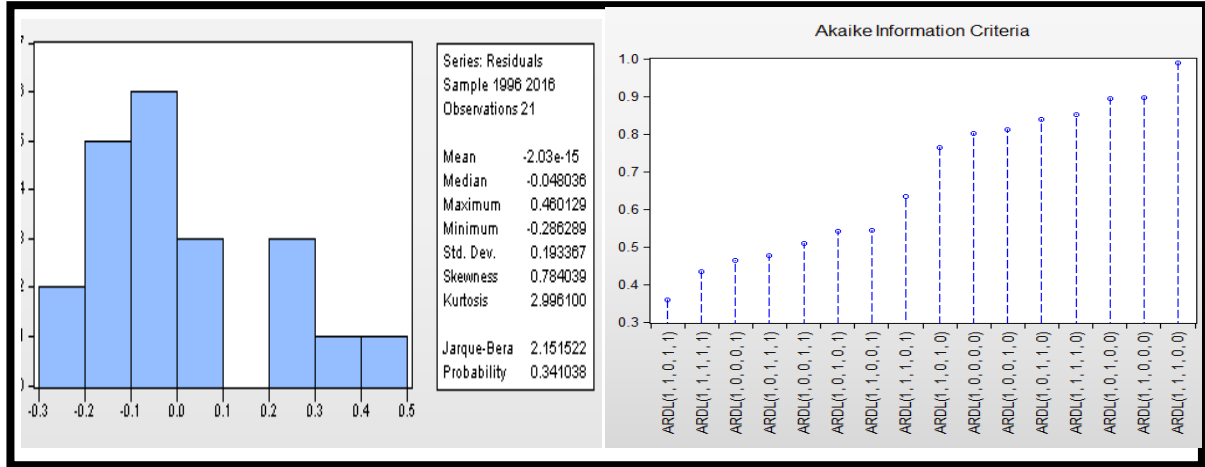 -0.3 -0.2 -0.1 0.0 0.1 0.2 0.3 0.4 0.5
Series: Residuals
Sample 1996 2016
Observations 21
Mean -2.03e-15
Median -0.048036
Maximum 0.460129
Minimum -0.286289
Std. Dev. 0.193367
Skewness 0.784039
Kurtosis 2.996100
Jarque-Bera 2.151522
Probability 0.341038
Akaike Information Criteria
1.0
0.9
0.8
0.7
0.6
0.5
0.4
0.3
ARDL(1, 1, 0, 1, 1)
ARDL(1, 1, 1, 1, 1)
ARDL(1, 1, 0, 0, 1)
ARDL(1, 0, 0, 1, 1)
ARDL(1, 0, 1, 1, 1)
ARDL(1, 1, 1, 0, 1)
ARDL(1, 0, 0, 0, 1)
ARDL(1, 0, 1, 0, 1)
ARDL(1, 1, 0, 1, 0)
ARDL(1, 0, 0, 0, 0)
ARDL(1, 0, 0, 1, 0)
ARDL(1, 0, 1, 1, 0)
ARDL(1, 1, 1, 1, 0)
ARDL(1, 1, 0, 0, 0)
ARDL(1, 0, 1, 0, 0)
ARDL(1, 1, 1, 0, 0)